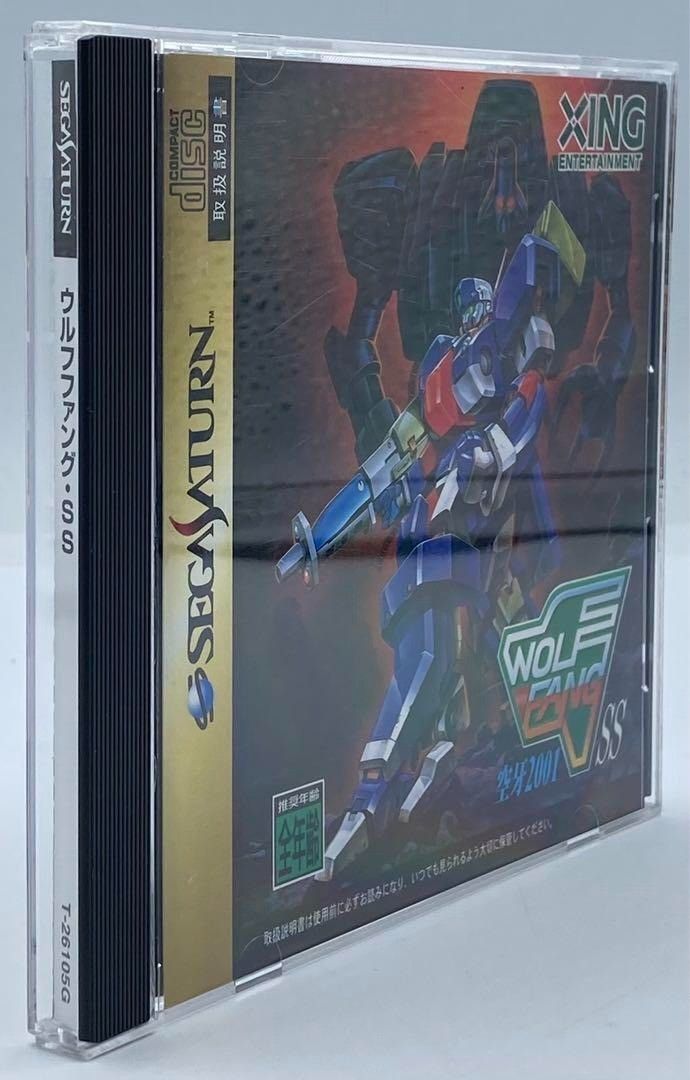 SEGA SATURN
ウルフファング・SS
T-26105G
COMPACT
disc
取扱説明書
SEGA SATURN™
XING
ENTERTAINMENT
WOLF
FANG
SS
空牙2001
推奨年齢
全年齢
取扱説明書は使用前に必ずお読みになり、いつでも見られるよう大切に保管してください。